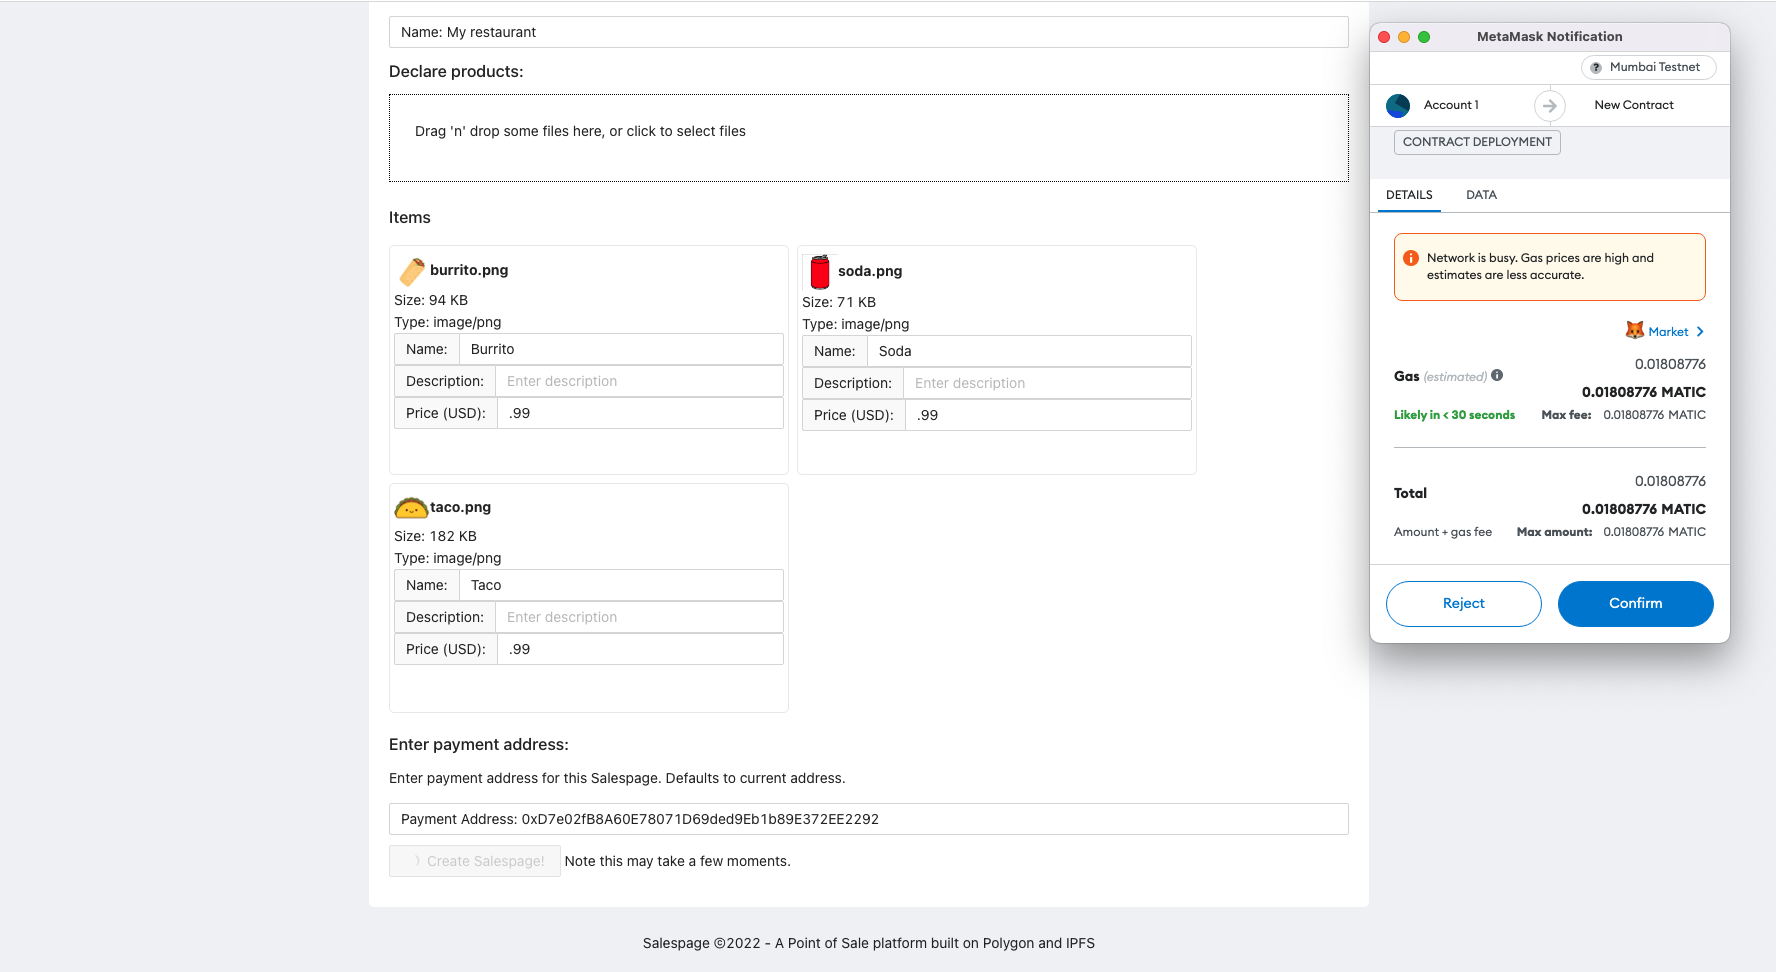 Name: My restaurant
Declare products:
Drag 'n' drop some files here, or click to select files
Items
burrito.png
Size: 94 KB
Type: image/png
Name: Burrito
Description: Enter description
Price (USD): .99
soda.png
Size: 71 KB
Type: image/png
Name: Soda
Description: Enter description
Price (USD): .99
taco.png
Size: 182 KB
Type: image/png
Name: Taco
Description: Enter description
Price (USD): .99
Enter payment address:
Enter payment address for this Salespage. Defaults to current address.
Payment Address: 0xD7e02fB8A60E78071D69ded9Eb1b89E372EE2292
Create Salespage! Note this may take a few moments.
Salespage ©2022 - A Point of Sale platform built on Polygon and IPFS
MetaMask Notification
Mumbai Testnet
Account 1 New Contract
CONTRACT DEPLOYMENT
DETAILS DATA
Network is busy. Gas prices are high and
estimates are less accurate.
Market
0.01808776
Gas (estimated)
0.01808776 MATIC
Likely in < 30 seconds Max fee: 0.01808776 MATIC
0.01808776
Total
0.01808776 MATIC
Amount + gas fee Max amount: 0.01808776 MATIC
Reject Confirm